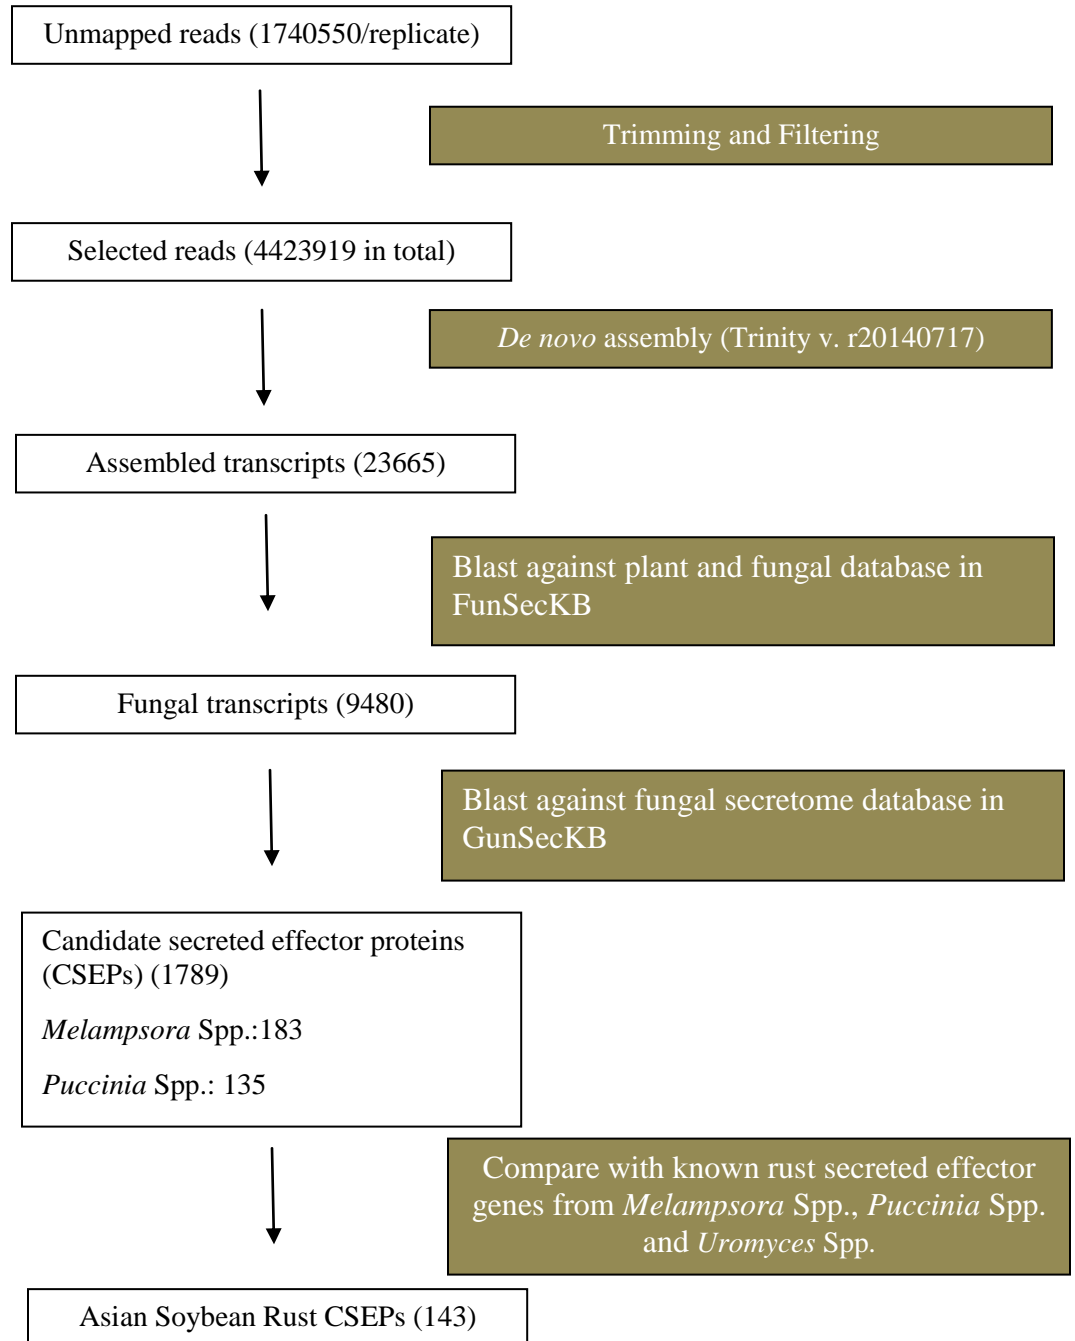 Unmapped reads (1740550/replicate)
Trimming and Filtering
Selected reads (4423919 in total)
De novo assembly (Trinity v. r20140717)
Assembled transcripts (23665)
Blast against plant and fungal database in
FunSecKB
Fungal transcripts (9480)
Blast against fungal secretome database in
GunSecKB
Candidate secreted effector proteins
(CSEPs) (1789)
Melampsora Spp.:183
Puccinia Spp.: 135
Compare with known rust secreted effector
genes from Melampsora Spp., Puccinia Spp.
and Uromyces Spp.
Asian Soybean Rust CSEPs (143)